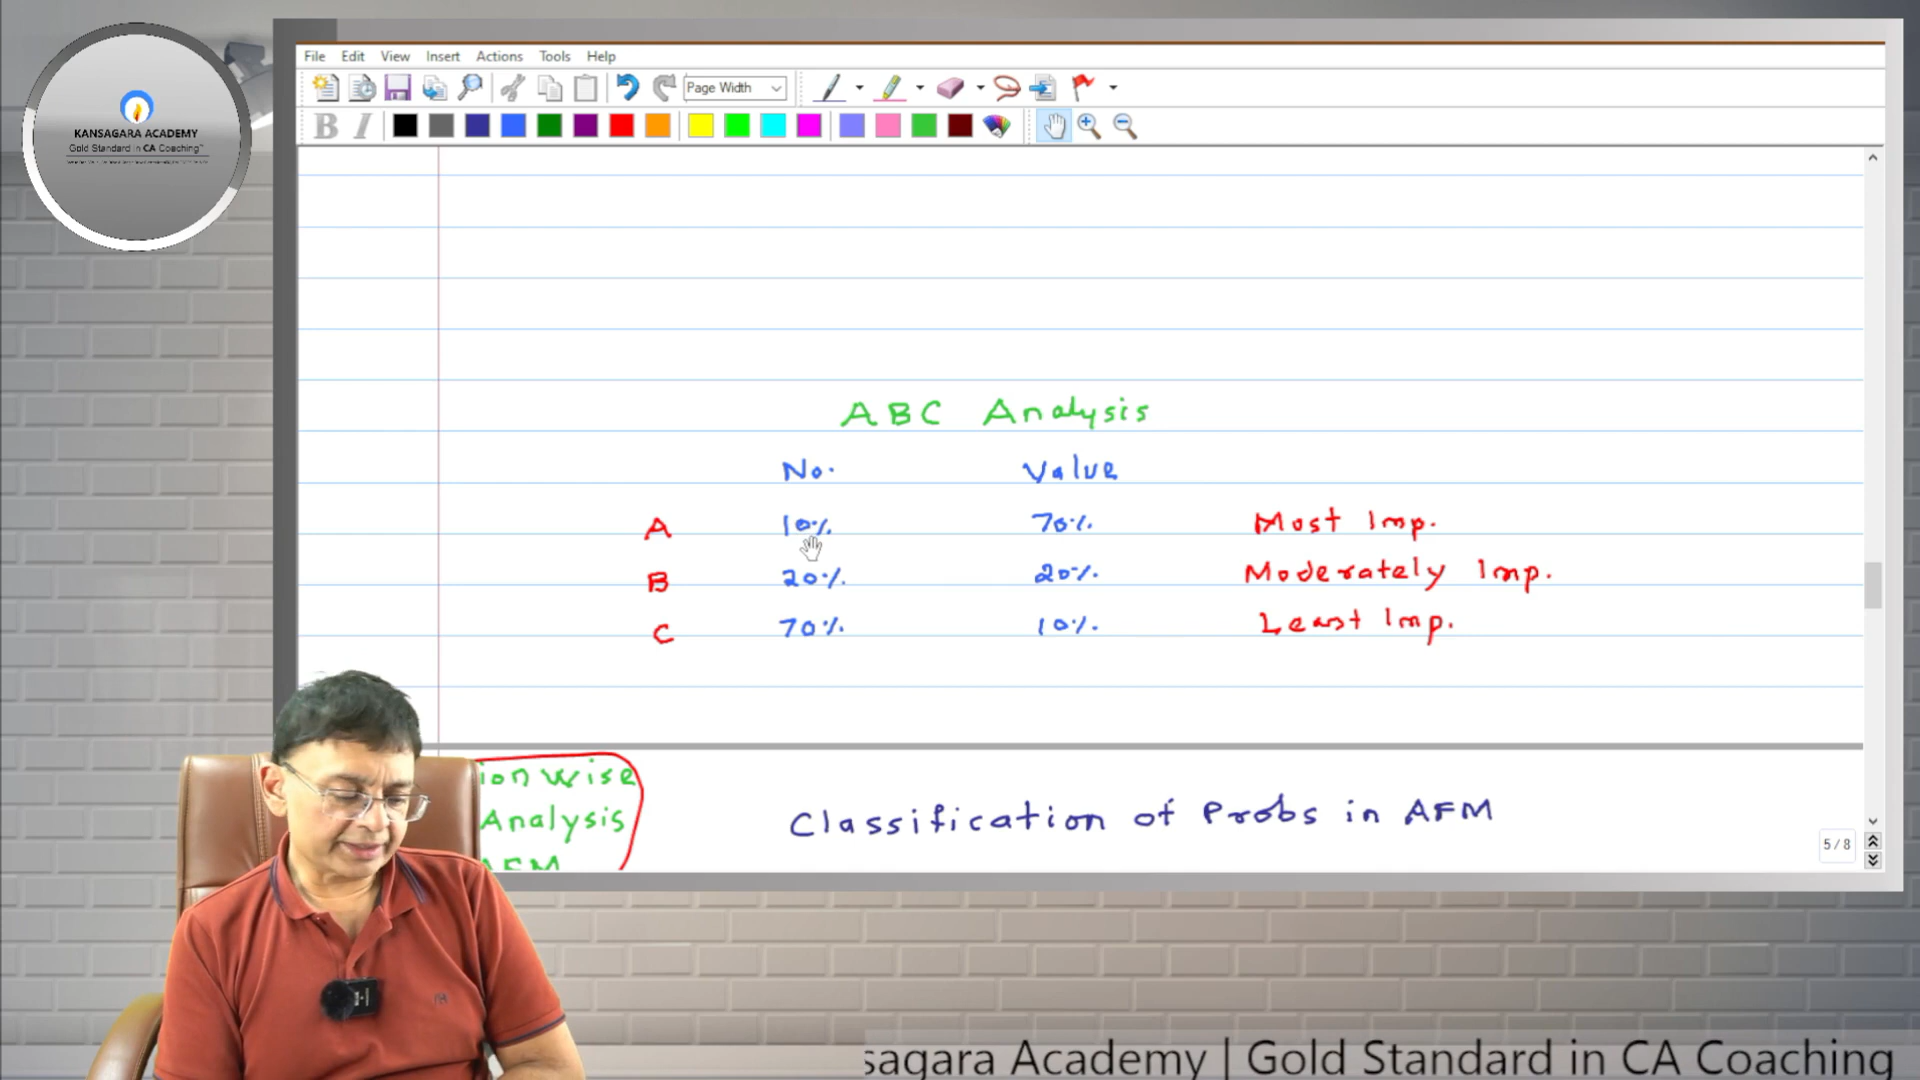 KANSAGARA ACADEMY
Gold Standard in CA Coaching™
File Edit View Insert Actions Tools Help
Page Width
B I
ABC Analysis
No. Value
A 10% 70% Most Imp.
B 20% 20% Moderately Imp.
C 70% 10% Least Imp.
ion wise
Analysis
AFM
Classification of Probs in AFM
5 / 8
sagara Academy | Gold Standard in CA Coaching